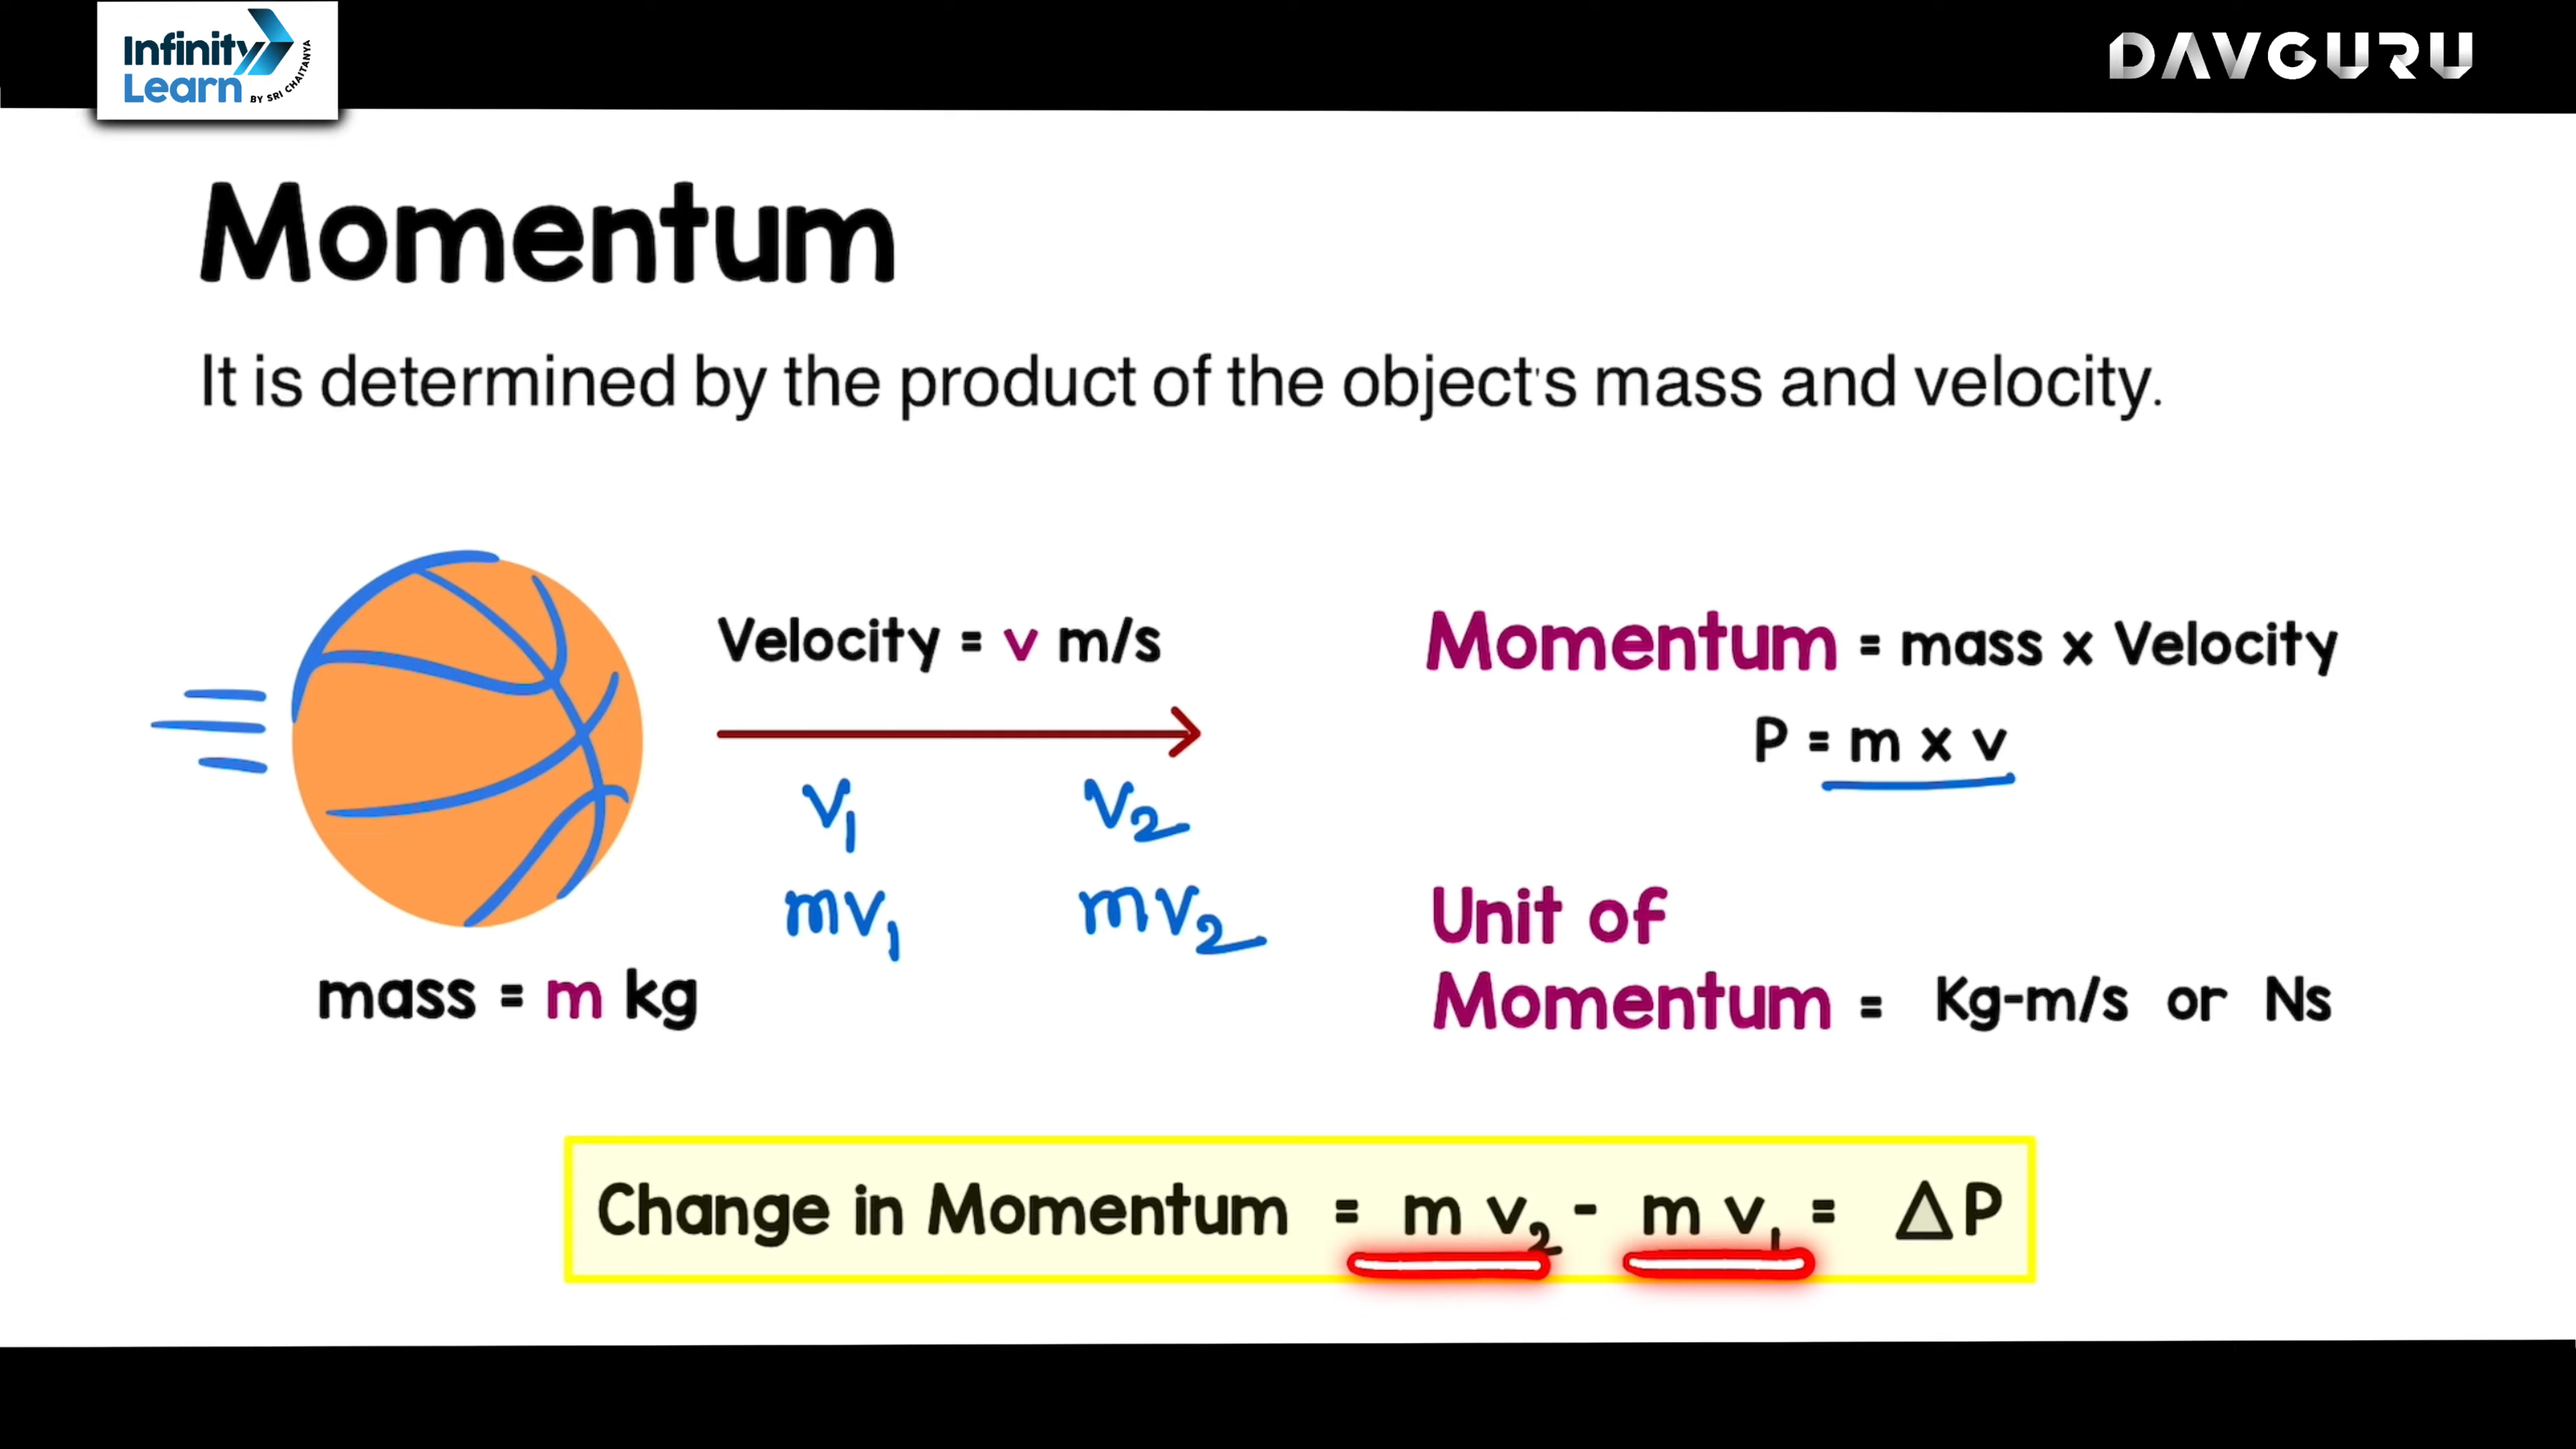 Infinity
Learn
BY SRI CHAITANYA
DAVGURU
Momentum
It is determined by the product of the object's mass and velocity.
Velocity = v m/s
V₁ V₂
mV₁ mV₂
mass = m kg
Momentum = mass x Velocity
P = m x v
Unit of
Momentum = Kg-m/s or Ns
Change in Momentum = m v₂ - m v₁ = △P